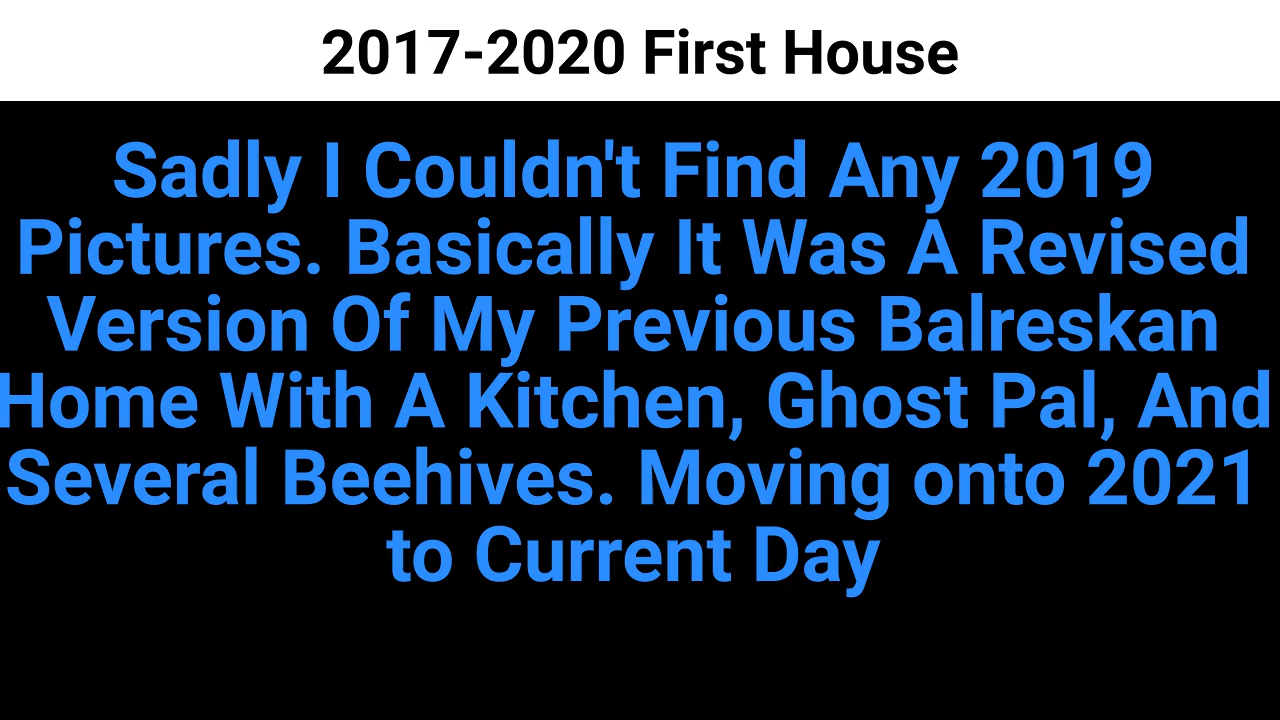 2017-2020 First House
Sadly I Couldn't Find Any 2019
Pictures. Basically It Was A Revised
Version Of My Previous Balreskan
Home With A Kitchen, Ghost Pal, And
Several Beehives. Moving onto 2021
to Current Day